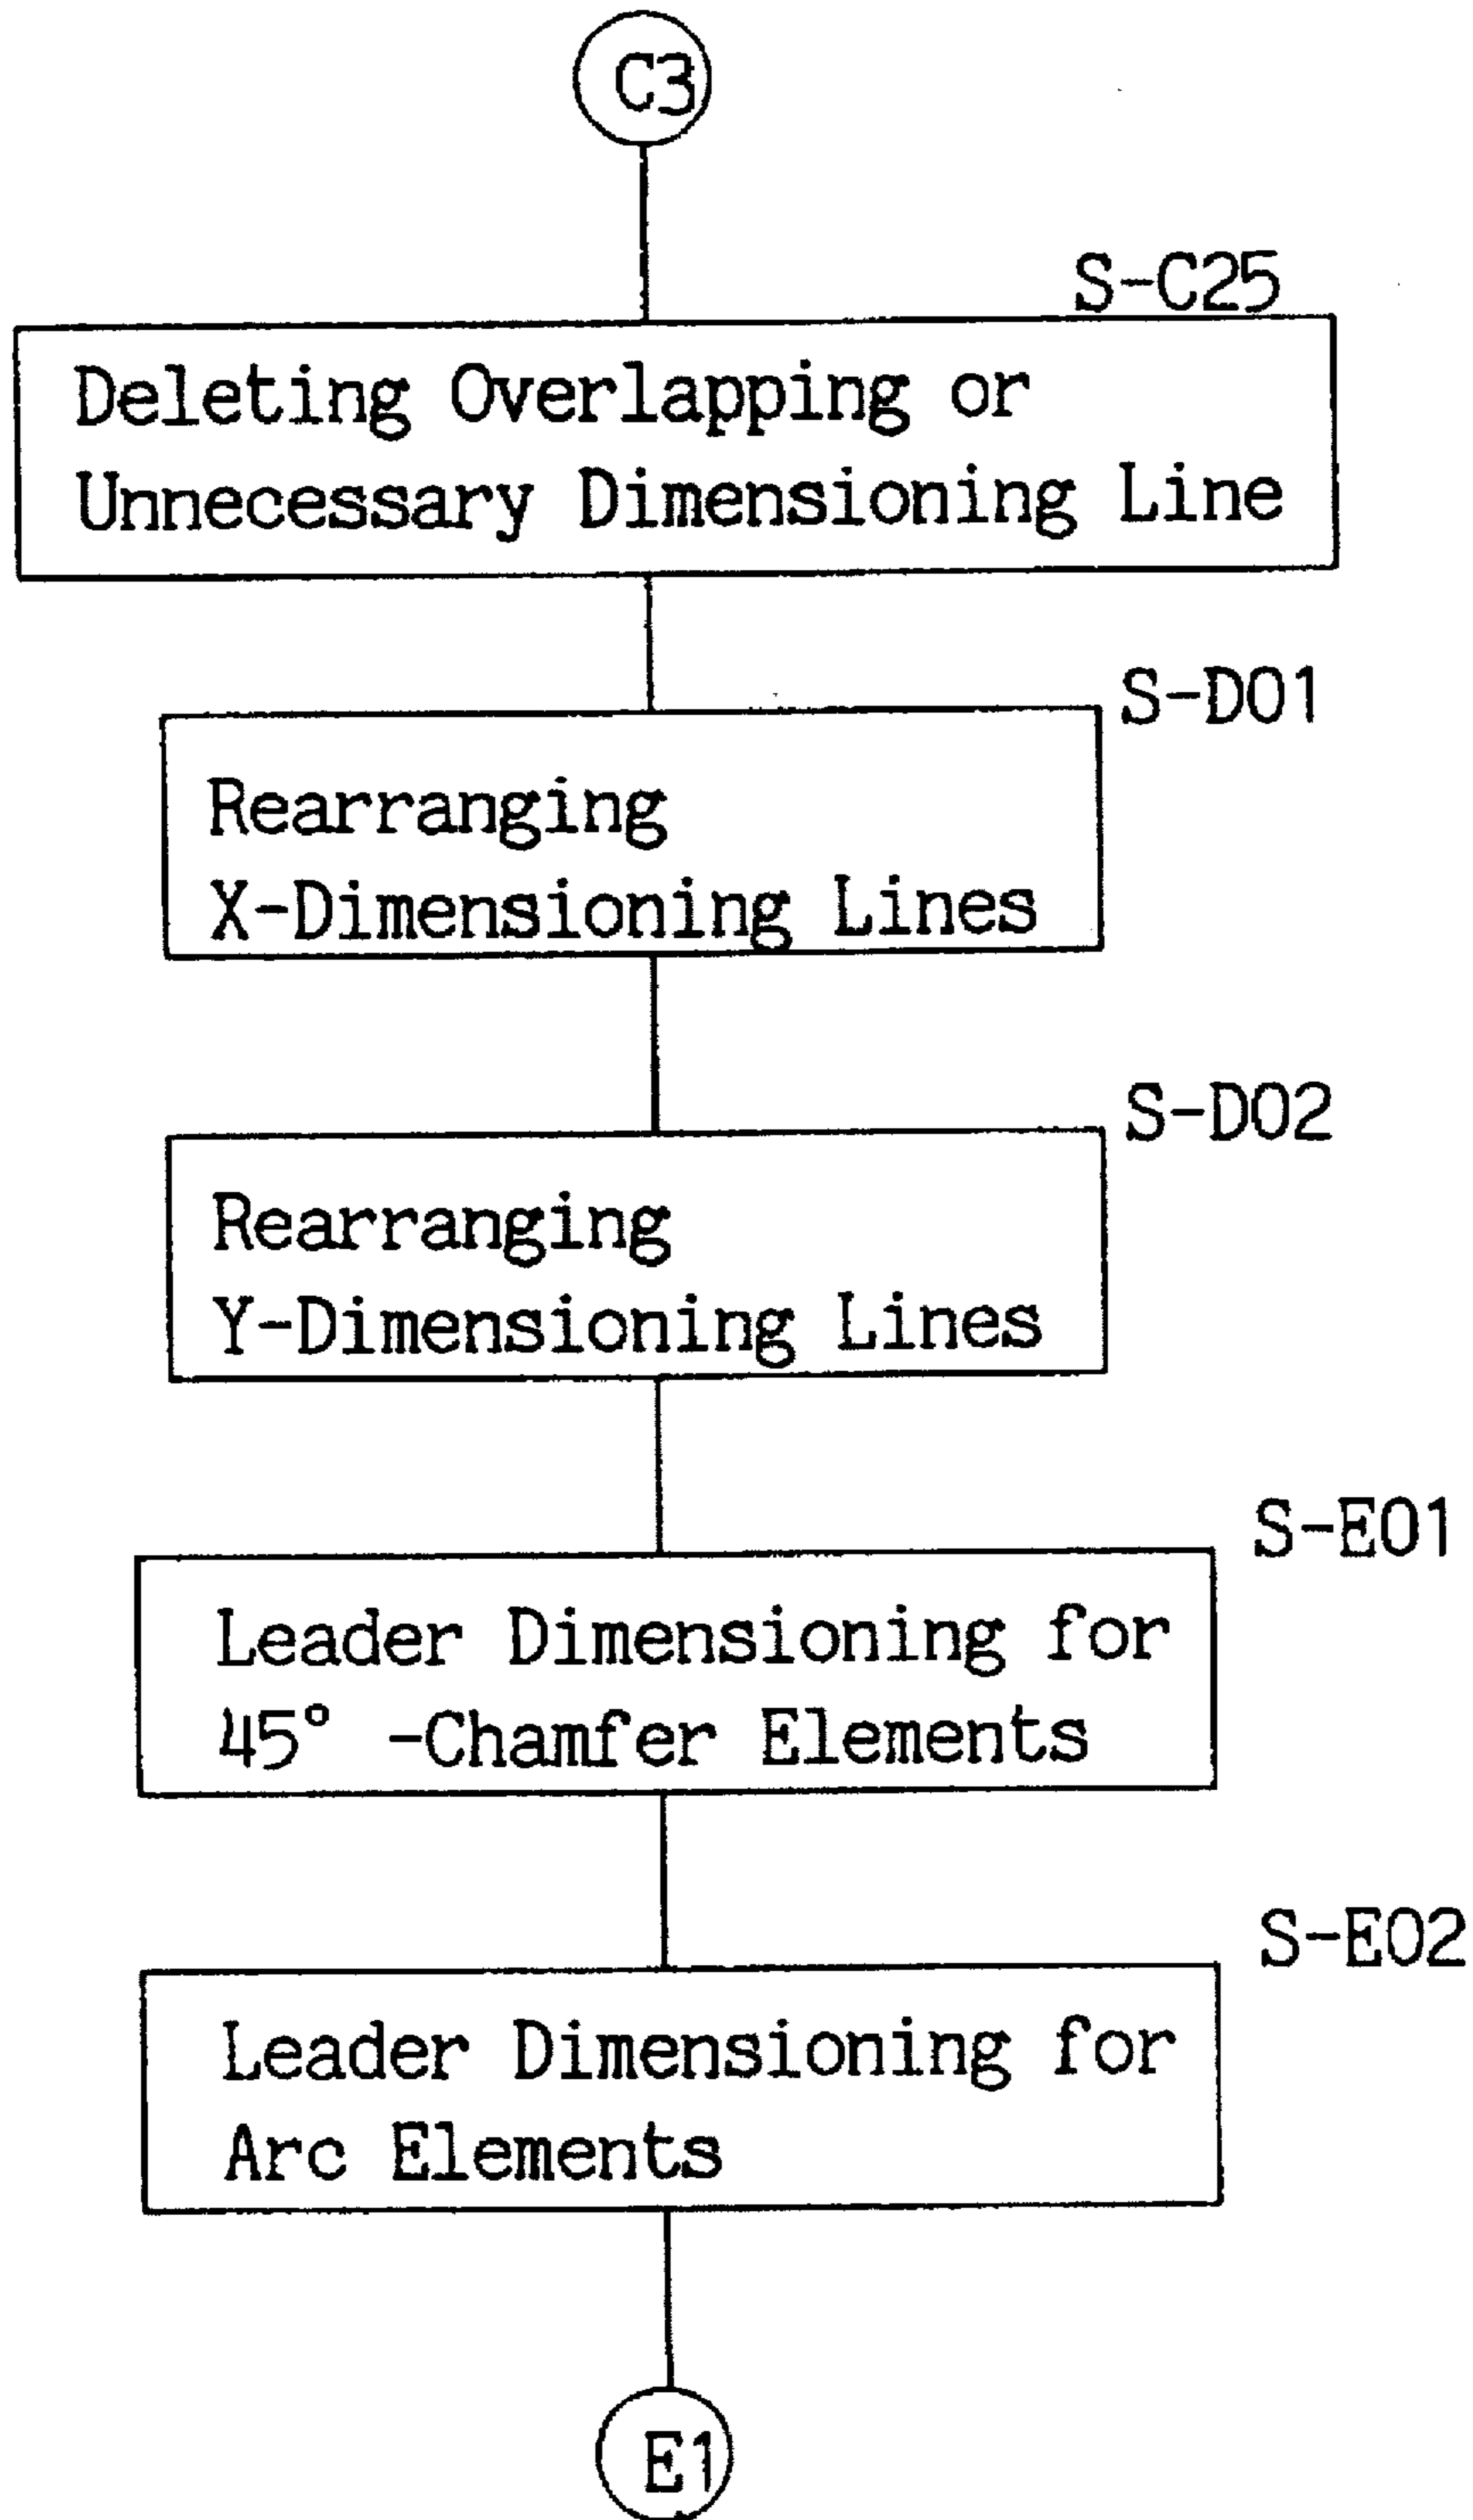 C3
S-C25
Deleting Overlapping or
Unnecessary Dimensioning Line
S-D01
Rearranging
X-Dimensioning Lines
S-D02
Rearranging
Y-Dimensioning Lines
S-E01
Leader Dimensioning for
45° -Chamfer Elements
S-E02
Leader Dimensioning for
Arc Elements
E1